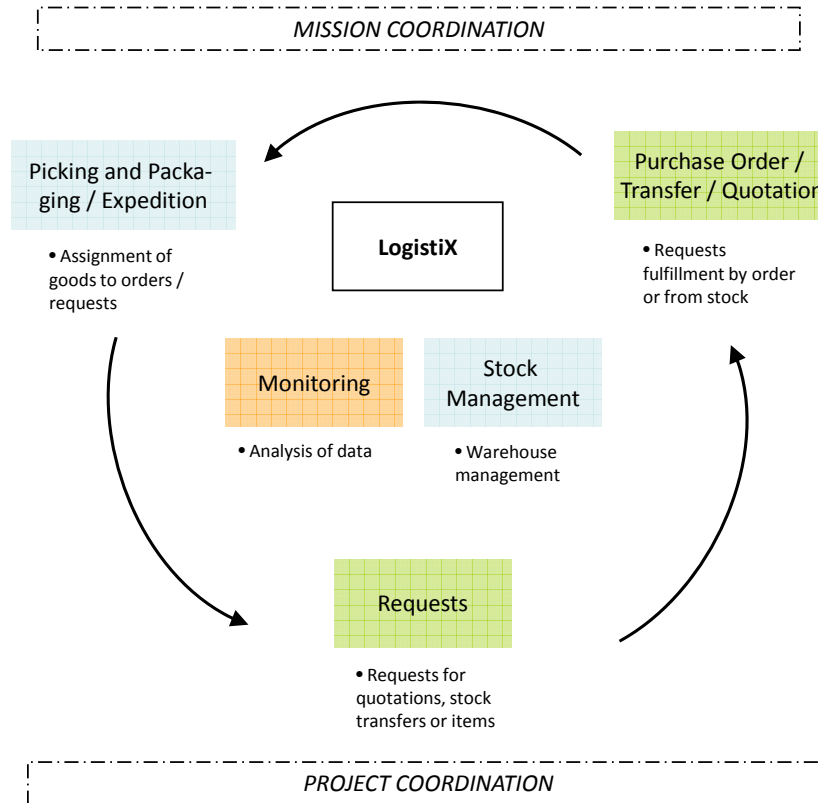 MISSION COORDINATION
Picking and Packa-
ging / Expedition
• Assignment of
goods to orders /
requests
Purchase Order /
Transfer / Quotation
• Requests
fulfillment by order
or from stock
LogistiX
Monitoring
• Analysis of data
Stock
Management
• Warehouse
management
Requests
• Requests for
quotations, stock
transfers or items
PROJECT COORDINATION